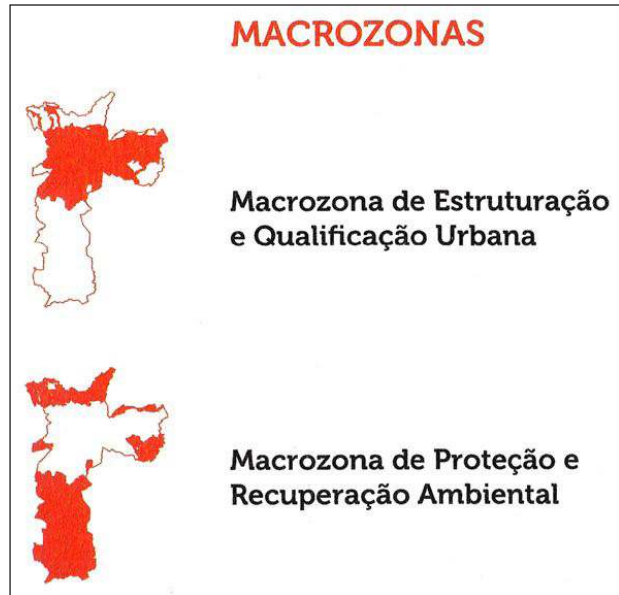 MACROZONAS
Macrozona de Estruturação
e Qualificação Urbana
Macrozona de Proteção e
Recuperação Ambiental